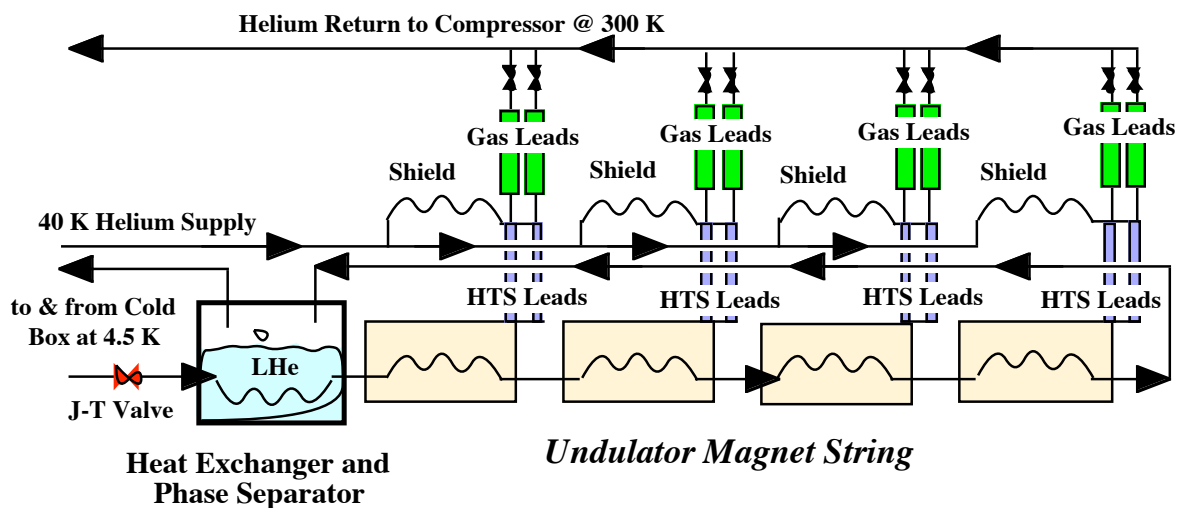 Helium Return to Compressor @ 300 K
Gas Leads
Gas Leads
Gas Leads
Gas Leads
Shield
Shield
Shield
Shield
40 K Helium Supply
to & from Cold
Box at 4.5 K
HTS Leads
HTS Leads
HTS Leads
HTS Leads
LHe
J-T Valve
Undulator Magnet String
Heat Exchanger and
Phase Separator